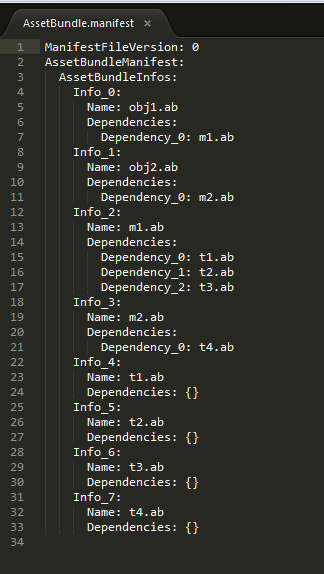 AssetBundle.manifest ×
1 ManifestFileVersion: 0
2 AssetBundleManifest:
3   AssetBundleInfos:
4     Info_0:
5       Name: obj1.ab
6       Dependencies:
7         Dependency_0: m1.ab
8     Info_1:
9       Name: obj2.ab
10       Dependencies:
11         Dependency_0: m2.ab
12     Info_2:
13       Name: m1.ab
14       Dependencies:
15         Dependency_0: t1.ab
16         Dependency_1: t2.ab
17         Dependency_2: t3.ab
18     Info_3:
19       Name: m2.ab
20       Dependencies:
21         Dependency_0: t4.ab
22     Info_4:
23       Name: t1.ab
24       Dependencies: {}
25     Info_5:
26       Name: t2.ab
27       Dependencies: {}
28     Info_6:
29       Name: t3.ab
30       Dependencies: {}
31     Info_7:
32       Name: t4.ab
33       Dependencies: {}
34